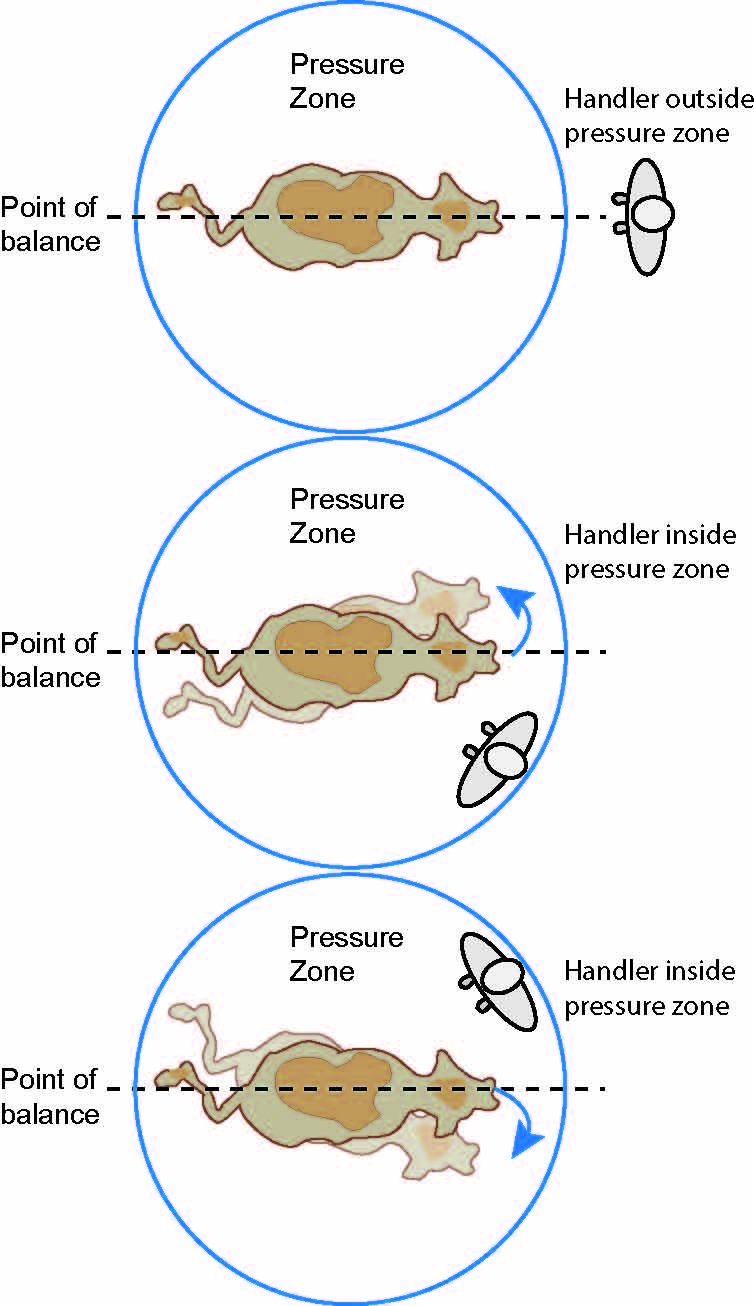 Pressure
Zone
Handler outside
pressure zone
Point of
balance
Pressure
Zone
Handler inside
pressure zone
Point of
balance
Pressure
Zone
Handler inside
pressure zone
Point of
balance